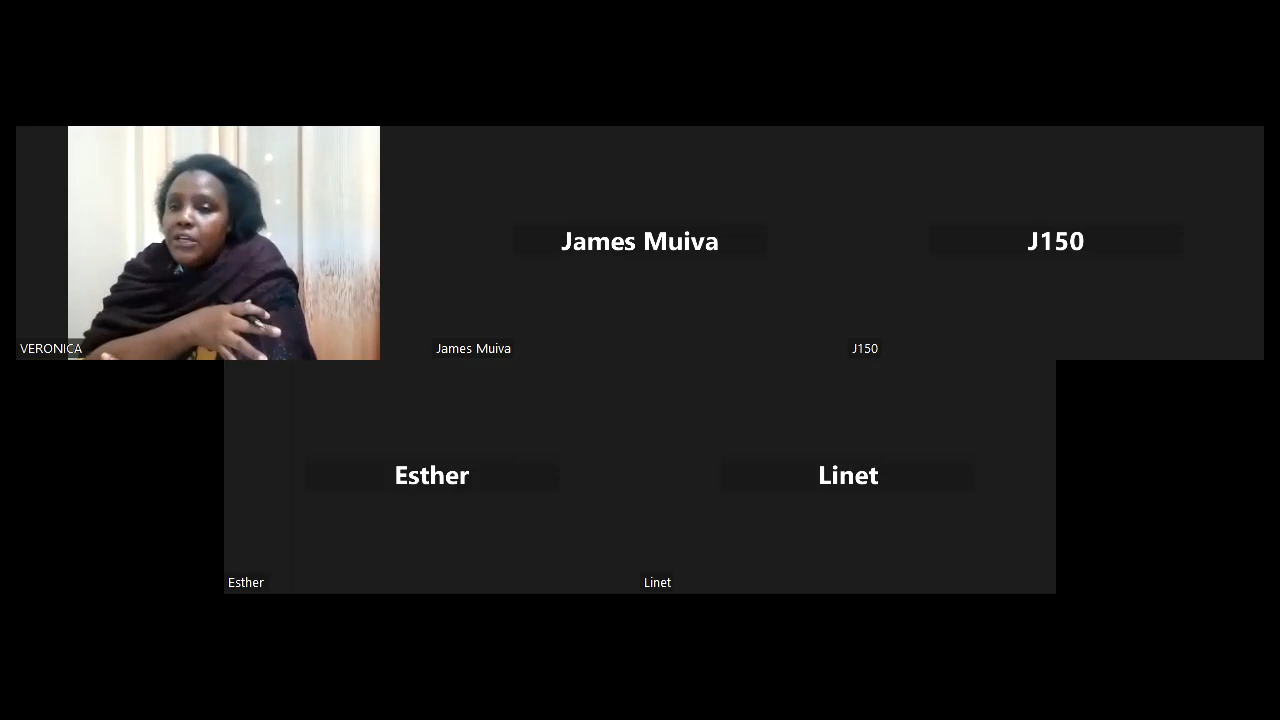 James Muiva
J150
VERONICA
James Muiva
J150
Esther
Linet
Esther
Linet